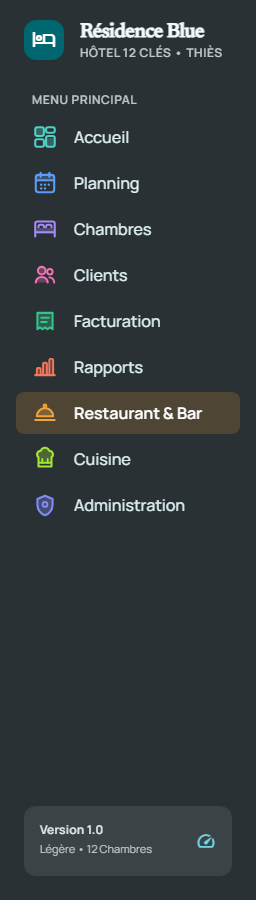 Résidence Blue
HÔTEL 12 CLÉS • THIÈS
MENU PRINCIPAL
Accueil
Planning
Chambres
Clients
Facturation
Rapports
Restaurant & Bar
Cuisine
Administration
Version 1.0
Légère • 12 Chambres